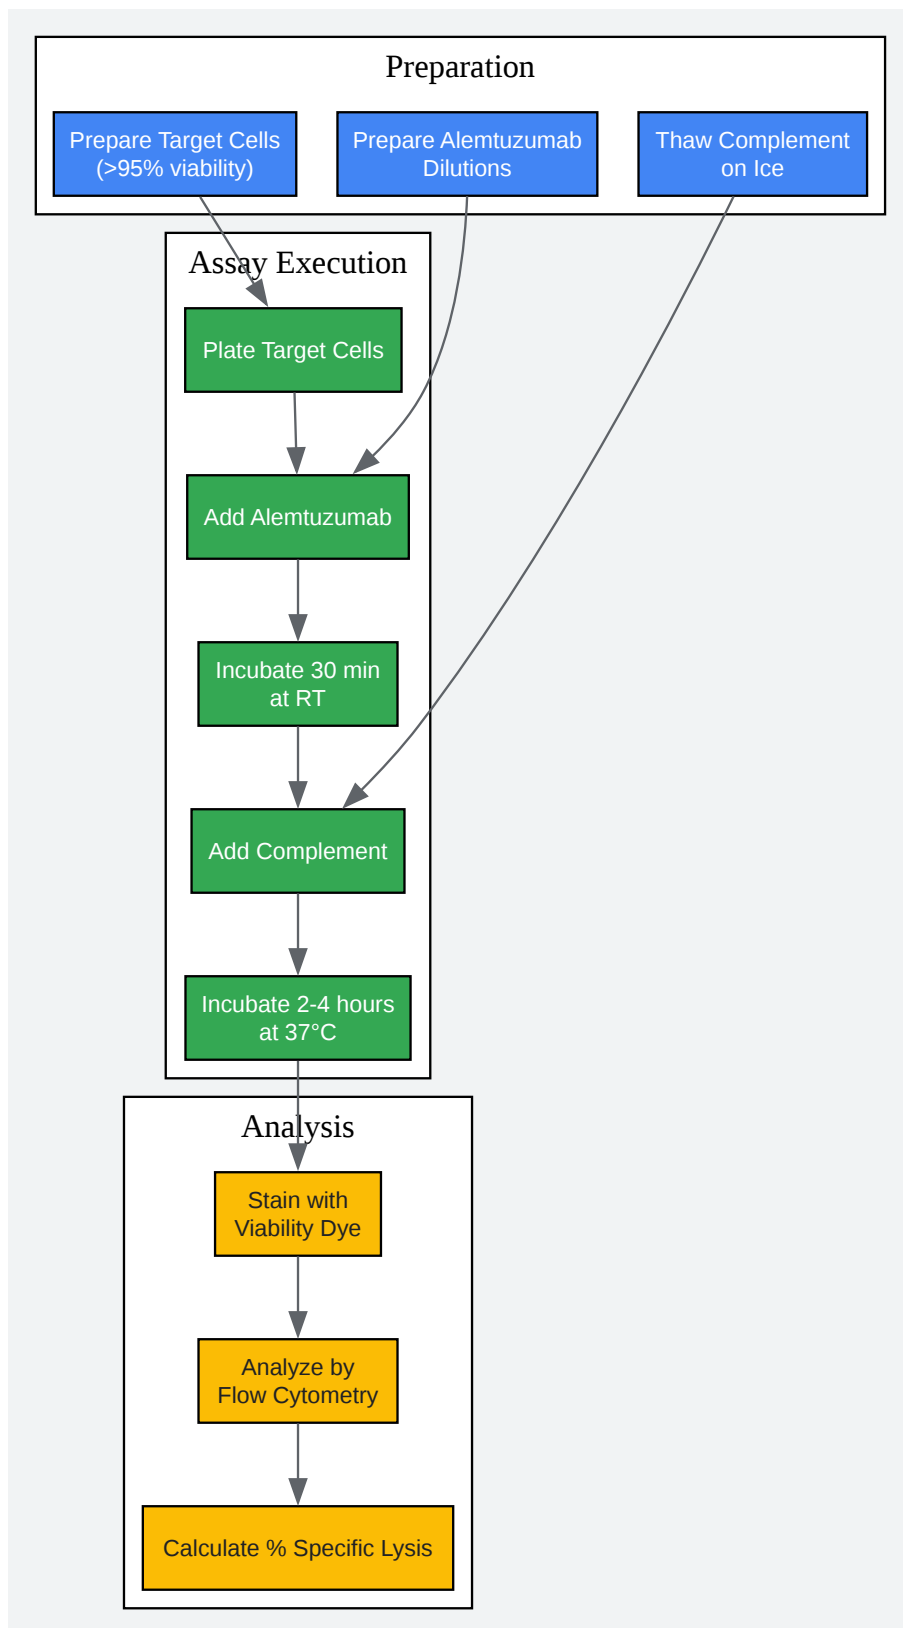 Preparation
Prepare Target Cells
(>95% viability)
Prepare Alemtuzumab
Dilutions
Thaw Complement
on Ice
Assay Execution
Plate Target Cells
Add Alemtuzumab
Incubate 30 min
at RT
Add Complement
Incubate 2-4 hours
at 37°C
Analysis
Stain with
Viability Dye
Analyze by
Flow Cytometry
Calculate % Specific Lysis